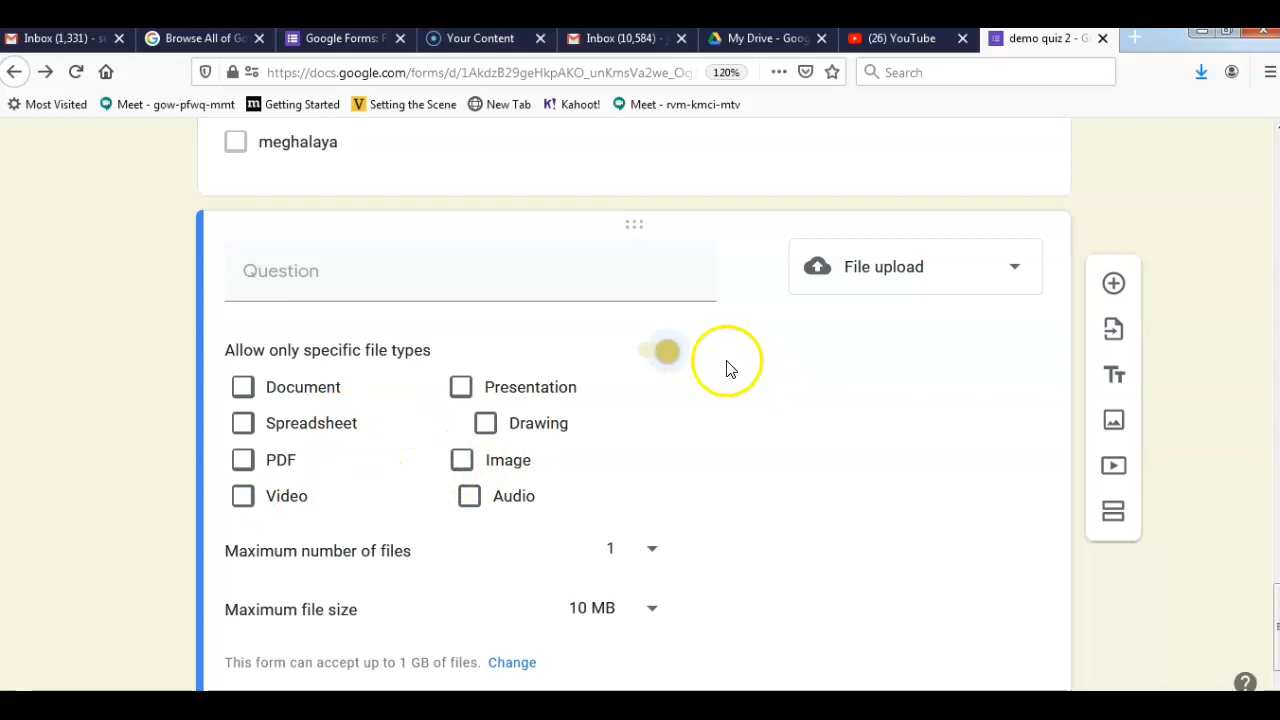 Inbox (1,331) - s
Browse All of Go
Google Forms: F
Your Content
Inbox (10,584) -
My Drive - Goog
(26) YouTube
demo quiz 2 - G
https://docs.google.com/forms/d/1AkdzB29geHkpAKO_unKmsVa2we_Oc
120%
Search
Most Visited
Meet - gow-pfwq-mmt
Getting Started
Setting the Scene
New Tab
Kahoot!
Meet - rvm-kmci-mtv
meghalaya
Question
File upload
Allow only specific file types
Document
Presentation
Spreadsheet
Drawing
PDF
Image
Video
Audio
Maximum number of files
1
Maximum file size
10 MB
This form can accept up to 1 GB of files. Change